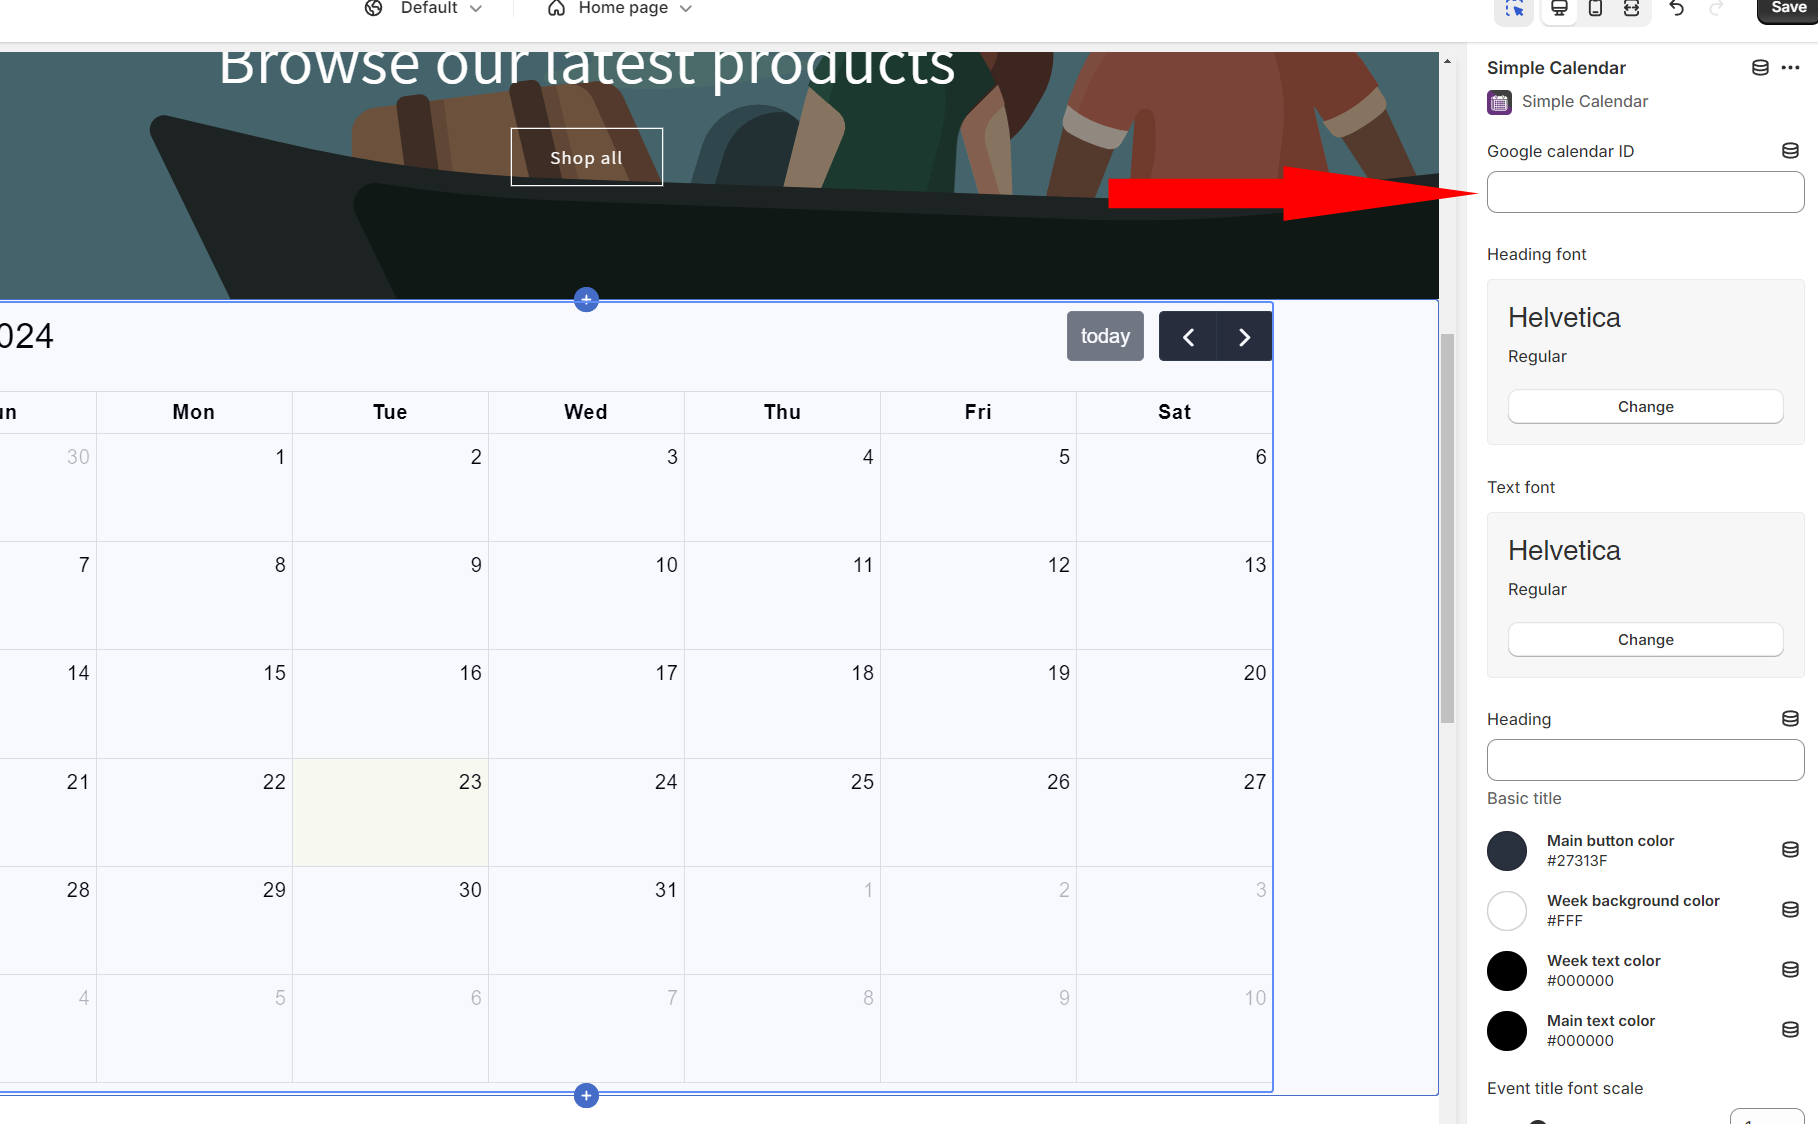 Default
Home page
Save
Browse our latest products
Shop all
024
today
un Mon Tue Wed Thu Fri Sat
30 1 2 3 4 5 6
7 8 9 10 11 12 13
14 15 16 17 18 19 20
21 22 23 24 25 26 27
28 29 30 31 1 2 3
4 5 6 7 8 9 10
Simple Calendar
Simple Calendar
Google calendar ID
Heading font
Helvetica
Regular
Change
Text font
Helvetica
Regular
Change
Heading
Basic title
Main button color
#27313F
Week background color
#FFF
Week text color
#000000
Main text color
#000000
Event title font scale